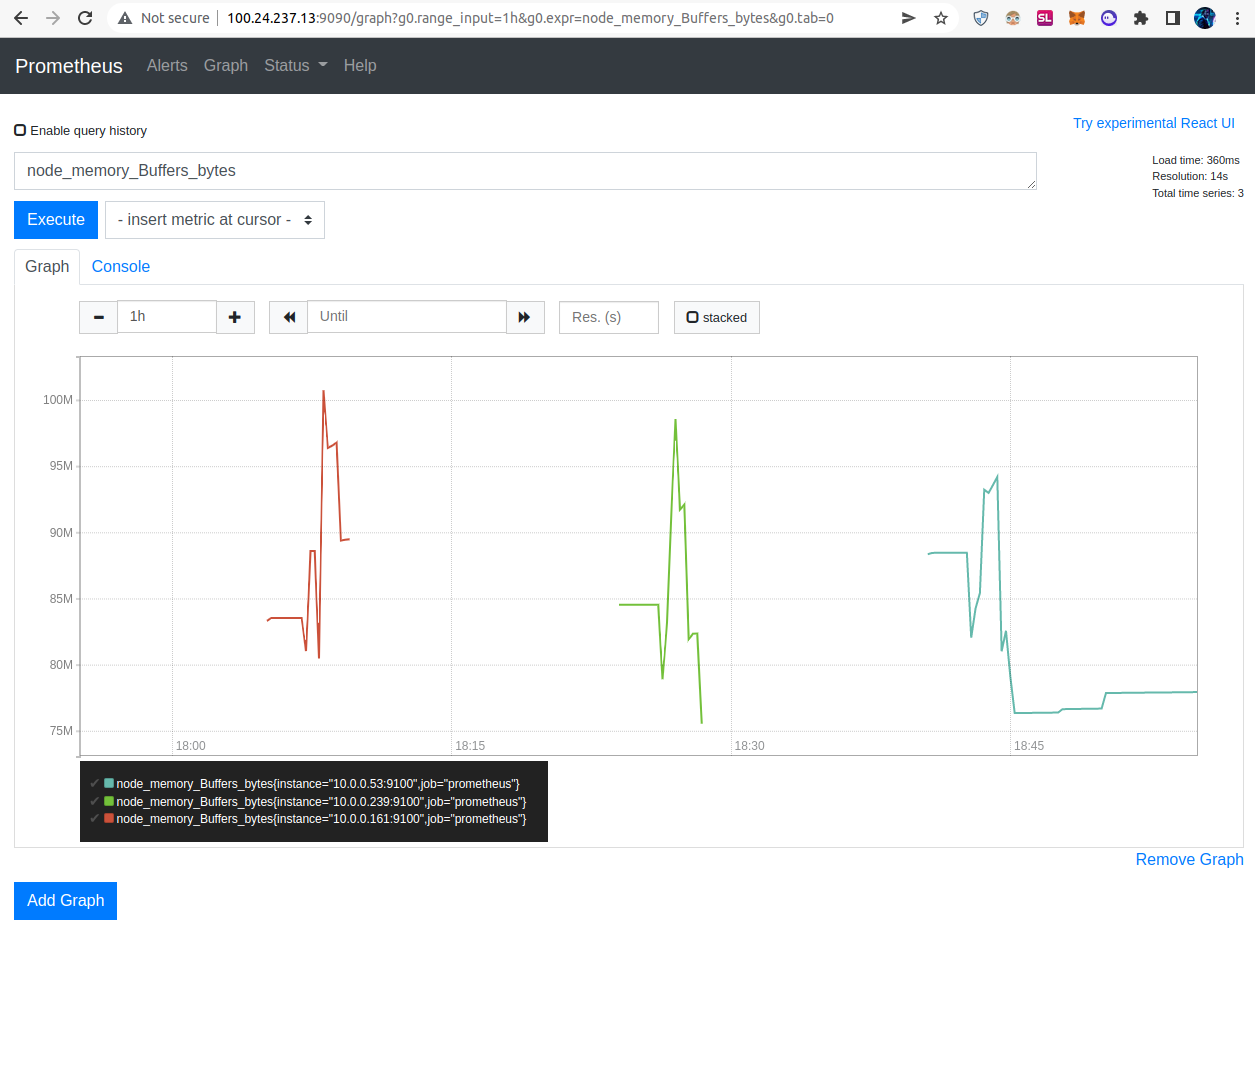 Not secure | 100.24.237.13:9090/graph?g0.range_input=1h&g0.expr=node_memory_Buffers_bytes&g0.tab=0
SL
Prometheus Alerts Graph Status Help
Enable query history
Try experimental React UI
node_memory_Buffers_bytes
Load time: 360ms
Resolution: 14s
Total time series: 3
Execute - insert metric at cursor -
Graph Console
1h Until Res. (s) stacked
100M
95M
90M
85M
80M
75M
18:00 18:15 18:30 18:45
node_memory_Buffers_bytes{instance="10.0.0.53:9100",job="prometheus"}
node_memory_Buffers_bytes{instance="10.0.0.239:9100",job="prometheus"}
node_memory_Buffers_bytes{instance="10.0.0.161:9100",job="prometheus"}
Remove Graph
Add Graph